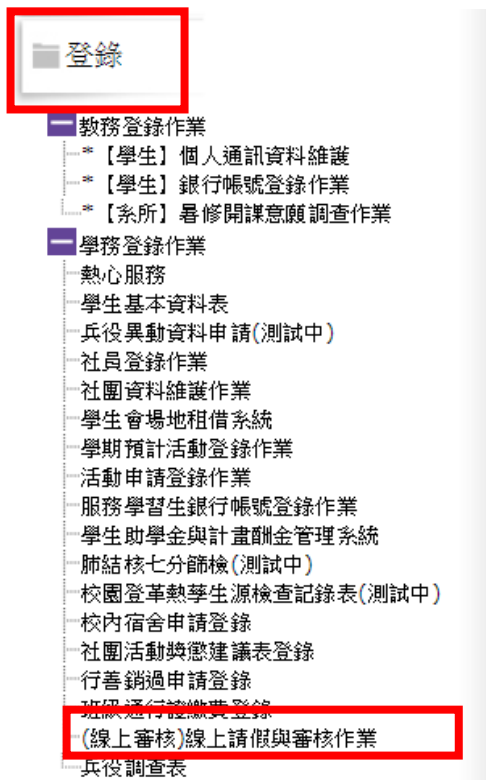 登錄
教務登錄作業
*【學生】個人通訊資料維護
*【學生】銀行帳號登錄作業
*【系所】暑修開課意願調查作業
學務登錄作業
熱心服務
學生基本資料表
兵役異動資料申請(測試中)
社員登錄作業
社團資料維護作業
學生會場地租借系統
學期預計活動登錄作業
活動申請登錄作業
服務學習生銀行帳號登錄作業
學生助學金與計畫酬金管理系統
肺結核七分篩檢(測試中)
校園登革熱孳生源檢查記錄表(測試中)
校內宿舍申請登錄
社團活動獎懲建議表登錄
行善銷過申請登錄
班級通行證繳費登錄
(線上審核)線上請假與審核作業
兵役調查表